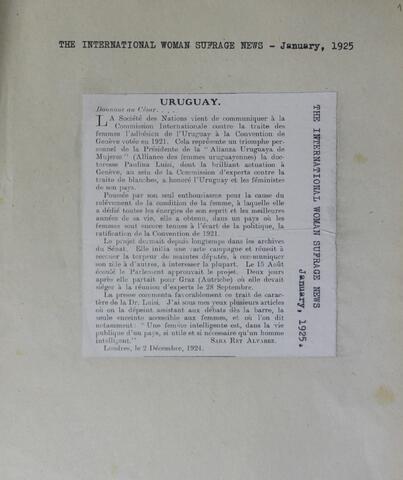 1
THE INTERNATIONAL WOMAN SUFRAGE NEWS - January, 1925
URUGUAY.
Donnant au César. . . .
LA Société des Nations vient de communiquer à la
Commission Internationale contre la traite des
femmes l'adhésion de l'Uruguay à la Convention de
Genève votée en 1921. Cela représente un triomphe per-
sonnel de la Présidente de la "Alianza Uruguaya de
Mujeres" (Alliance des femmes uruguayennes) la doc-
toresse Paulina Luisi, dont la brillante actuation à
Genève, au sein de la Commission d'experts contre la
traite de blanches, a honoré l'Uruguay et les féministes
de son pays.
Poussée par son seul enthousiasme pour la cause du
relèvement de la condition de la femme, à laquelle elle
a dédié toutes les énergies de son esprit et les meilleures
années de sa vie, elle a obtenu, dans un pays où les
femmes sont encore tenues à l'écart de la politique, la
ratification de la Convention de 1921.
Le projet dormait depuis longtemps dans les archives
du Sénat. Elle initia une vaste campagne et réussit à
secouer la torpeur de maintes députés, à communiquer
son zèle à d'autres, à interesser la plupart. Le 15 Août
écoulé le Parlement approuvait le projet. Deux jours
après elle partait pour Graz (Autriche) où elle devait
siéger à la réunion d'experts le 28 Septembre.
La presse commenta favorablement ce trait de carac-
tère de la Dr. Luisi. J'ai sous mes yeux plusieurs articles
où on la dépeint assistant aux débats dès la barre, la
seule enceinte accessible aux femmes, et où l'on dit
notamment: "Une femme intelligente est, dans la vie
publique d'un pays, si utile et si nécessaire qu'un homme
intelligent." SARA REY ALVAREZ.
Londres, le 2 Décembre, 1924.
THE INTERNATIONAL WOMAN SUFRAGE NEWS
January, 1925.